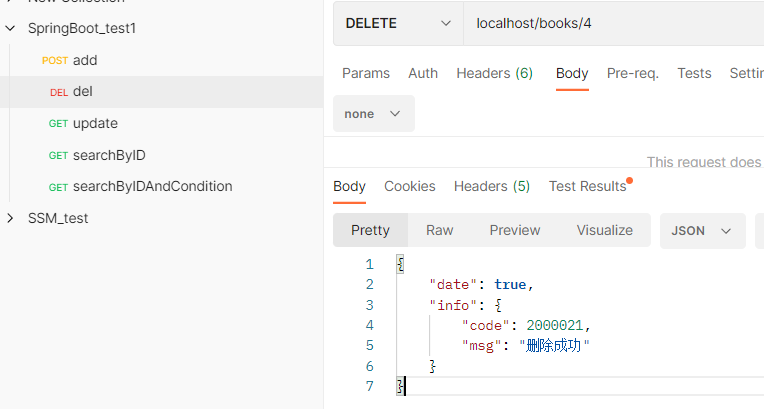 New Collection
SpringBoot_test1
POST add
DEL del
GET update
GET searchByID
GET searchByIDAndCondition
SSM_test
DELETE localhost/books/4
Params Auth Headers (6) Body Pre-req. Tests
none
This request does
Body Cookies Headers (5) Test Results
Pretty Raw Preview Visualize JSON
1 {
2 "date": true,
3 "info": {
4 "code": 2000021,
5 "msg": "删除成功"
6 }
7 }